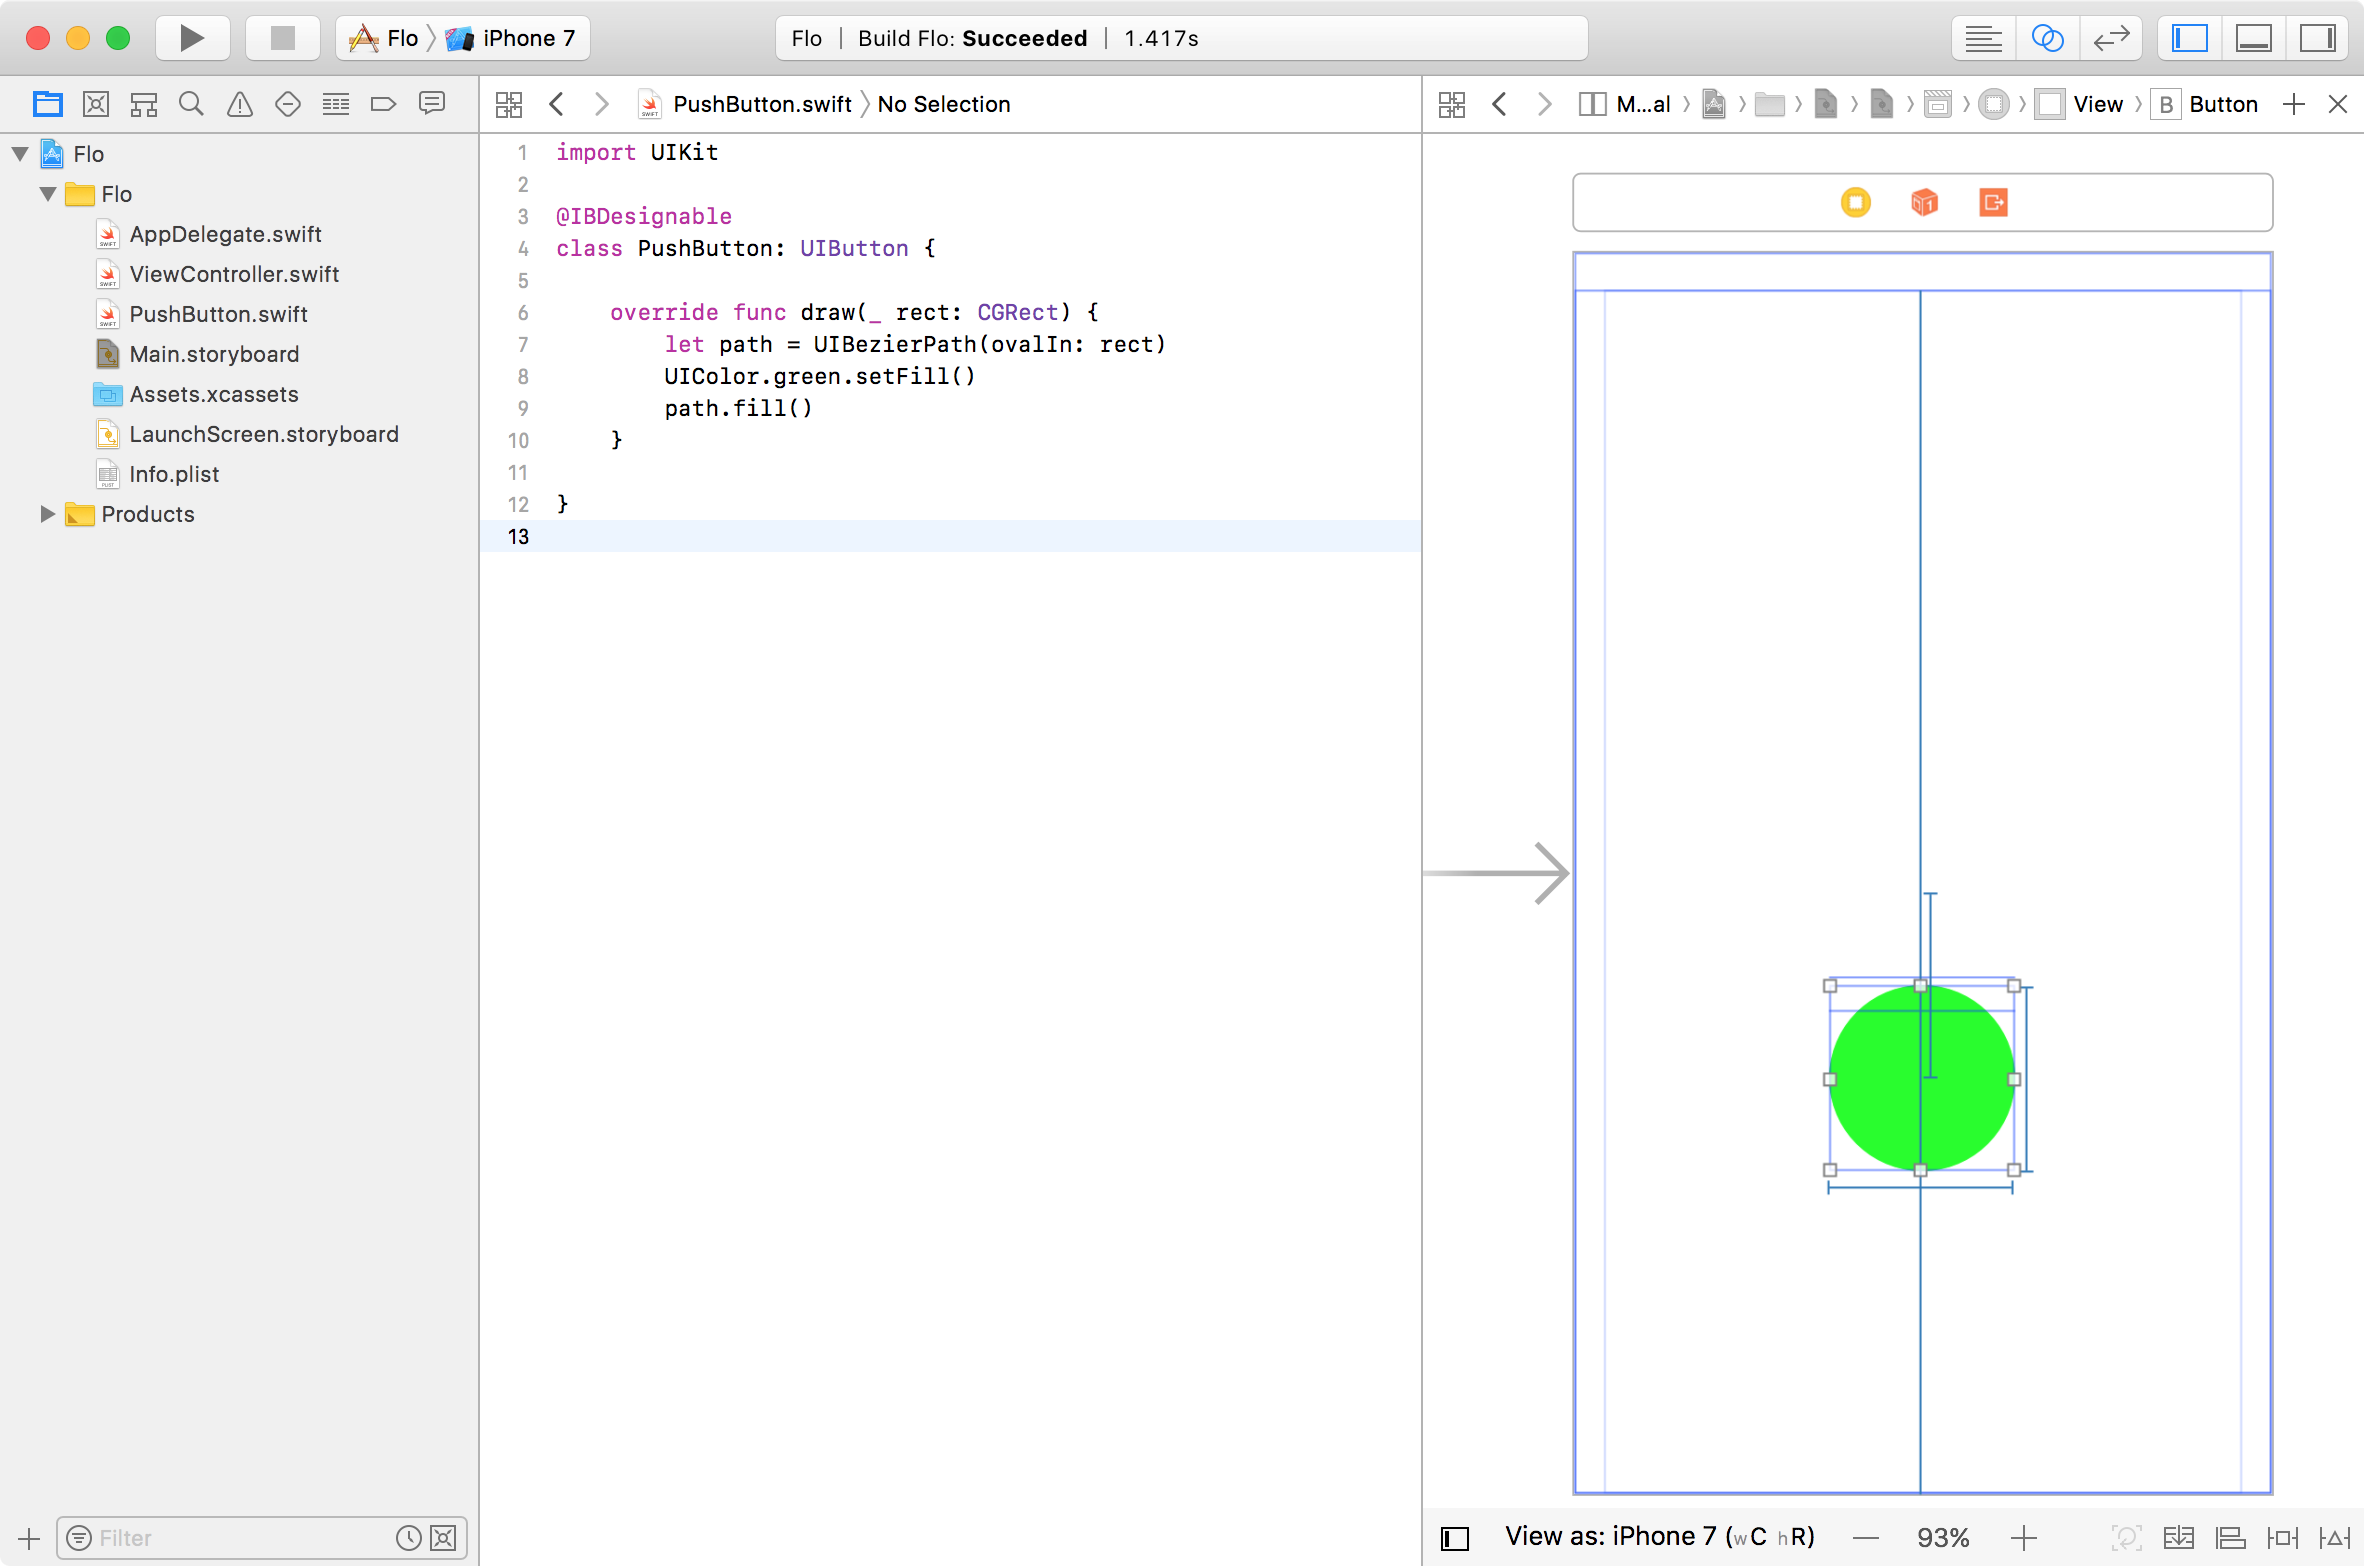 Flo 〉 iPhone 7
Flo | Build Flo: Succeeded | 1.417s
PushButton.swift 〉 No Selection
M...al 〉 View 〉 B Button
Flo
Flo
AppDelegate.swift
ViewController.swift
PushButton.swift
Main.storyboard
Assets.xcassets
LaunchScreen.storyboard
Info.plist
Products
Filter
1 import UIKit
2
3 @IBDesignable
4 class PushButton: UIButton {
5
6     override func draw(_ rect: CGRect) {
7         let path = UIBezierPath(ovalIn: rect)
8         UIColor.green.setFill()
9         path.fill()
10     }
11
12 }
13
1
View as: iPhone 7 (wC hR)
93%